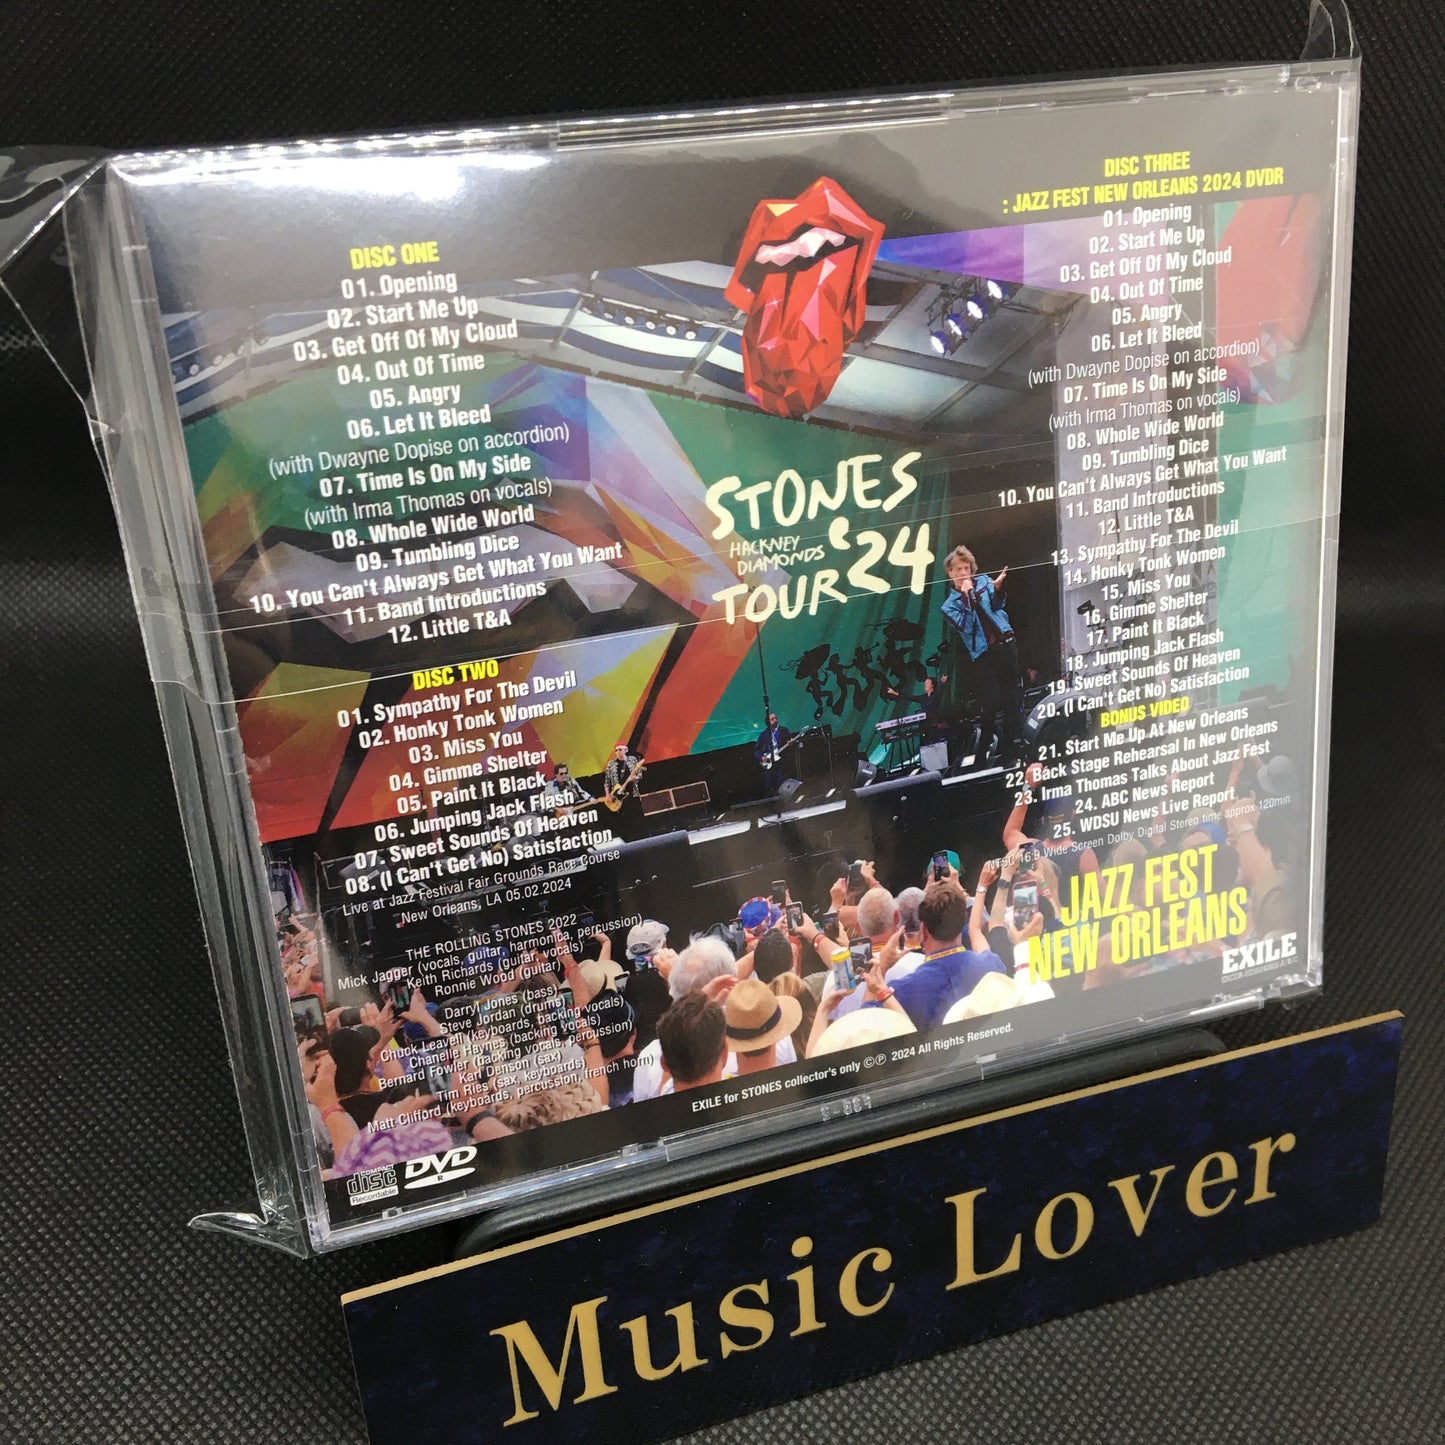 DISC ONE
01. Opening
02. Start Me Up
03. Get Off Of My Cloud
04. Out Of Time
05. Angry
06. Let It Bleed
(with Dwayne Dopise on accordion)
07. Time Is On My Side
(with Irma Thomas on vocals)
08. Whole Wide World
09. Tumbling Dice
10. You Can't Always Get What You Want
11. Band Introductions
12. Little T&A
DISC TWO
01. Sympathy For The Devil
02. Honky Tonk Women
03. Miss You
04. Gimme Shelter
05. Paint It Black
06. Jumping Jack Flash
07. Sweet Sounds Of Heaven
08. (I Can't Get No) Satisfaction
Live at Jazz Festival Fair Grounds Race Course
New Orleans, LA 05.02.2024
THE ROLLING STONES 2022
Mick Jagger (vocals, guitar, harmonica, percussion)
Keith Richards (guitar, vocals)
Ronnie Wood (guitar)
Darryl Jones (bass)
Steve Jordan (drums)
Chuck Leavell (keyboards, backing vocals)
Chanelle Haynes (backing vocals)
Bernard Fowler (backing vocals, percussion)
Karl Denson (sax)
Tim Ries (sax, keyboards)
Matt Clifford (keyboards, percussion, french horn)
COMPACT
disc
Recordable
DVD
R
STONES
HACKNEY
DIAMONDS
TOUR '24
DISC THREE
: JAZZ FEST NEW ORLEANS 2024 DVDR
01. Opening
02. Start Me Up
03. Get Off Of My Cloud
04. Out Of Time
05. Angry
06. Let It Bleed
(with Dwayne Dopise on accordion)
07. Time Is On My Side
(with Irma Thomas on vocals)
08. Whole Wide World
09. Tumbling Dice
10. You Can't Always Get What You Want
11. Band Introductions
12. Little T&A
13. Sympathy For The Devil
14. Honky Tonk Women
15. Miss You
16. Gimme Shelter
17. Paint It Black
18. Jumping Jack Flash
19. Sweet Sounds Of Heaven
20. (I Can't Get No) Satisfaction
BONUS VIDEO
21. Start Me Up At New Orleans
22. Back Stage Rehearsal In New Orleans
23. Irma Thomas Talks About Jazz Fest
24. ABC News Report
25. WDSU News Live Report
NTSC 16:9 Wide Screen Dolby Digital Stereo time approx.120min.
JAZZ FEST
NEW ORLEANS
EXILE
EXILE for STONES collector's only ©Ⓟ 2024 All Rights Reserved.
Music Lover